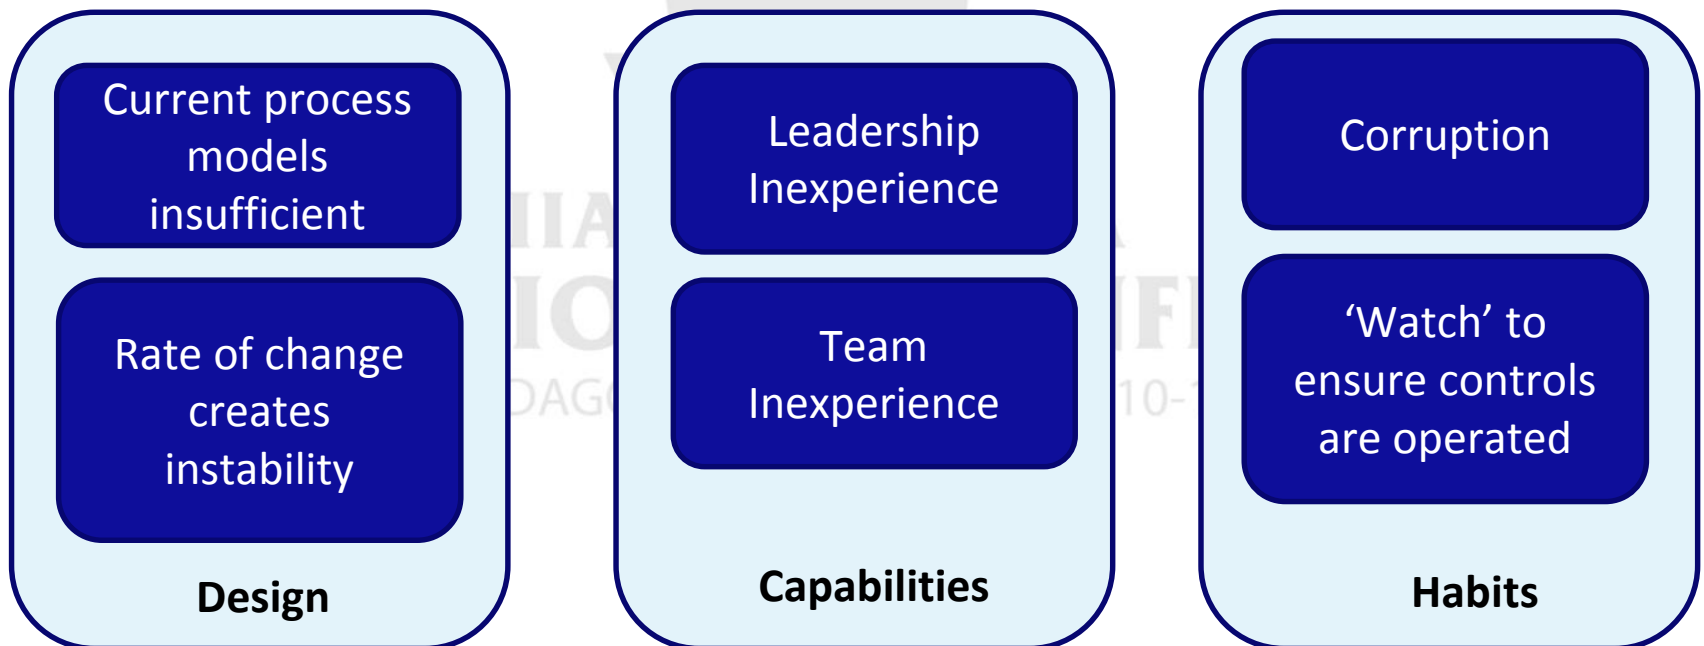 Current process
models
insufficient
Rate of change
creates
instability
Design
Leadership
Inexperience
Team
Inexperience
Capabilities
Corruption
‘Watch’ to
ensure controls
are operated
Habits